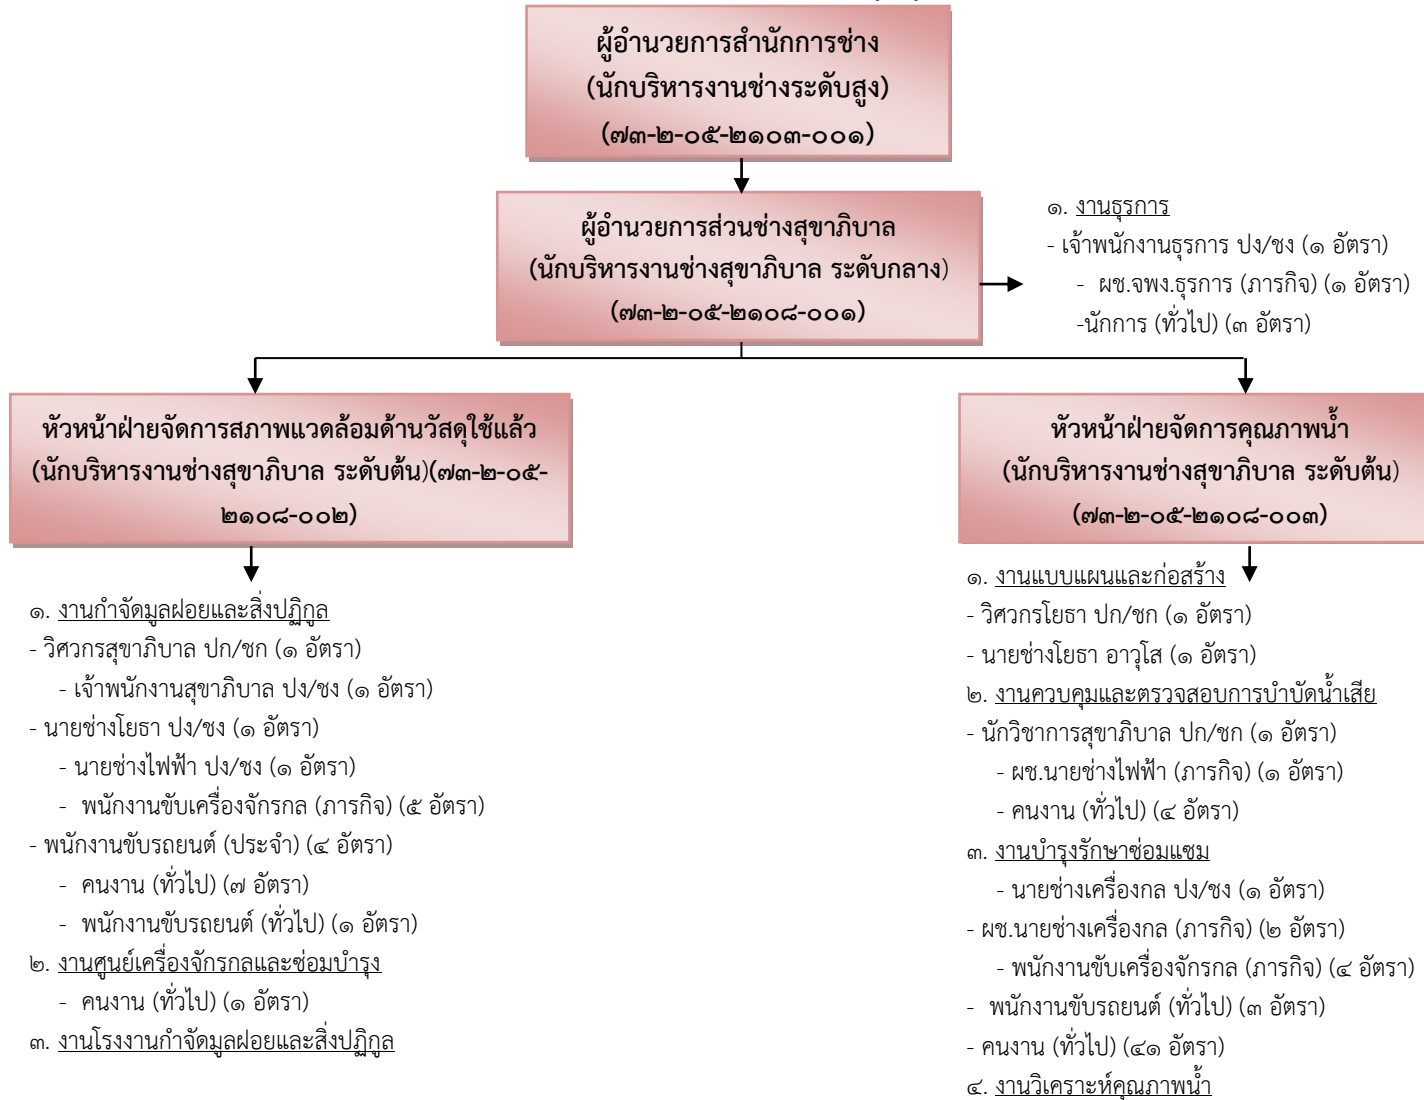 ผู้อำนวยการสำนักการช่าง
(นักบริหารงานช่างระดับสูง)
(๗๓-๒-๐๕-๒๑๐๓-๐๐๑)
ผู้อำนวยการส่วนช่างสุขาภิบาล
(นักบริหารงานช่างสุขาภิบาล ระดับกลาง)
(๗๓-๒-๐๕-๒๑๐๘-๐๐๑)
๑. งานธุรการ
- เจ้าพนักงานธุรการ ปง/ชง (๑ อัตรา)
- ผช.จพง.ธุรการ (ภารกิจ) (๑ อัตรา)
-นักการ (ทั่วไป) (๓ อัตรา)
หัวหน้าฝ่ายจัดการสภาพแวดล้อมด้านวัสดุใช้แล้ว
(นักบริหารงานช่างสุขาภิบาล ระดับต้น)(๗๓-๒-๐๕-
๒๑๐๘-๐๐๒)
๑. งานกำจัดมูลฝอยและสิ่งปฏิกูล
- วิศวกรสุขาภิบาล ปก/ชก (๑ อัตรา)
- เจ้าพนักงานสุขาภิบาล ปง/ชง (๑ อัตรา)
- นายช่างโยธา ปง/ชง (๑ อัตรา)
- นายช่างไฟฟ้า ปง/ชง (๑ อัตรา)
- พนักงานขับเครื่องจักรกล (ภารกิจ) (๕ อัตรา)
- พนักงานขับรถยนต์ (ประจำ) (๔ อัตรา)
- คนงาน (ทั่วไป) (๗ อัตรา)
- พนักงานขับรถยนต์ (ทั่วไป) (๑ อัตรา)
๒. งานศูนย์เครื่องจักรกลและซ่อมบำรุง
- คนงาน (ทั่วไป) (๑ อัตรา)
๓. งานโรงงานกำจัดมูลฝอยและสิ่งปฏิกูล
หัวหน้าฝ่ายจัดการคุณภาพน้ำ
(นักบริหารงานช่างสุขาภิบาล ระดับต้น)
(๗๓-๒-๐๕-๒๑๐๘-๐๐๓)
๑. งานแบบแผนและก่อสร้าง
- วิศวกรโยธา ปก/ชก (๑ อัตรา)
- นายช่างโยธา อาวุโส (๑ อัตรา)
๒. งานควบคุมและตรวจสอบการบำบัดน้ำเสีย
- นักวิชาการสุขาภิบาล ปก/ชก (๑ อัตรา)
- ผช.นายช่างไฟฟ้า (ภารกิจ) (๑ อัตรา)
- คนงาน (ทั่วไป) (๔ อัตรา)
๓. งานบำรุงรักษาซ่อมแซม
- นายช่างเครื่องกล ปง/ชง (๑ อัตรา)
- ผช.นายช่างเครื่องกล (ภารกิจ) (๒ อัตรา)
- พนักงานขับเครื่องจักรกล (ภารกิจ) (๔ อัตรา)
- พนักงานขับรถยนต์ (ทั่วไป) (๓ อัตรา)
- คนงาน (ทั่วไป) (๔๑ อัตรา)
๔. งานวิเคราะห์คุณภาพน้ำ